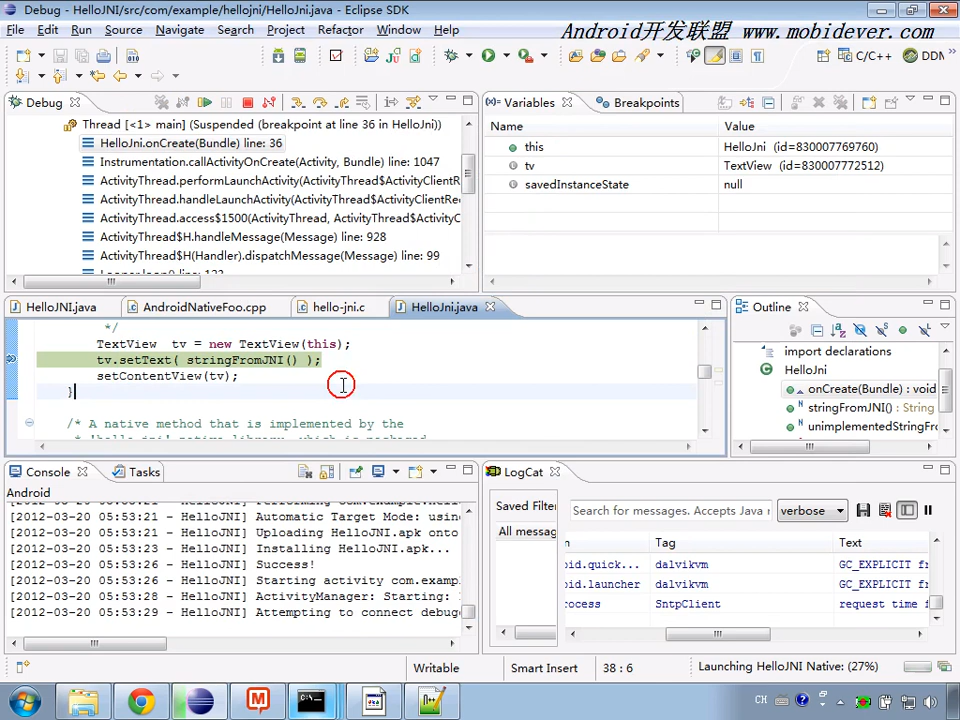 Debug - HelloJNI/src/com/example/hellojni/HelloJni.java - Eclipse SDK
File Edit Run Source Navigate Search Project Refactor Window Help
Android开发联盟 www.mobidever.com
C/C++ DDM
Debug
Thread [<1> main] (Suspended (breakpoint at line 36 in HelloJni))
HelloJni.onCreate(Bundle) line: 36
Instrumentation.callActivityOnCreate(Activity, Bundle) line: 1047
ActivityThread.performLaunchActivity(ActivityThread$ActivityClientRe
ActivityThread.handleLaunchActivity(ActivityThread$ActivityClientRec
ActivityThread.access$1500(ActivityThread, ActivityThread$ActivityC
ActivityThread$H.handleMessage(Message) line: 928
ActivityThread$H(Handler).dispatchMessage(Message) line: 99
(x)= Variables Breakpoints
Name Value
this HelloJni (id=830007769760)
tv TextView (id=830007772512)
savedInstanceState null
HelloJNI.java AndroidNativeFoo.cpp hello-jni.c HelloJni.java
*/
TextView tv = new TextView(this);
tv.setText( stringFromJNI() );
setContentView(tv);
}
/* A native method that is implemented by the
Outline
import declarations
HelloJni
onCreate(Bundle) : void
stringFromJNI() : String
unimplementedStringFr
Console Tasks
Android
[2012-03-20 05:53:21 - HelloJNI] Automatic Target Mode: usin
[2012-03-20 05:53:21 - HelloJNI] Uploading HelloJNI.apk onto
[2012-03-20 05:53:23 - HelloJNI] Installing HelloJNI.apk...
[2012-03-20 05:53:26 - HelloJNI] Success!
[2012-03-20 05:53:26 - HelloJNI] Starting activity com.examp
[2012-03-20 05:53:28 - HelloJNI] ActivityManager: Starting: I
[2012-03-20 05:53:29 - HelloJNI] Attempting to connect debug
LogCat
Saved Filter
All messag
Search for messages. Accepts Java r
verbose
Tag Text
oid.quick... dalvikvm GC_EXPLICIT fr
oid.launcher dalvikvm GC_EXPLICIT fr
rocess SntpClient request time f
Writable Smart Insert 38 : 6 Launching HelloJNI Native: (27%)
CH